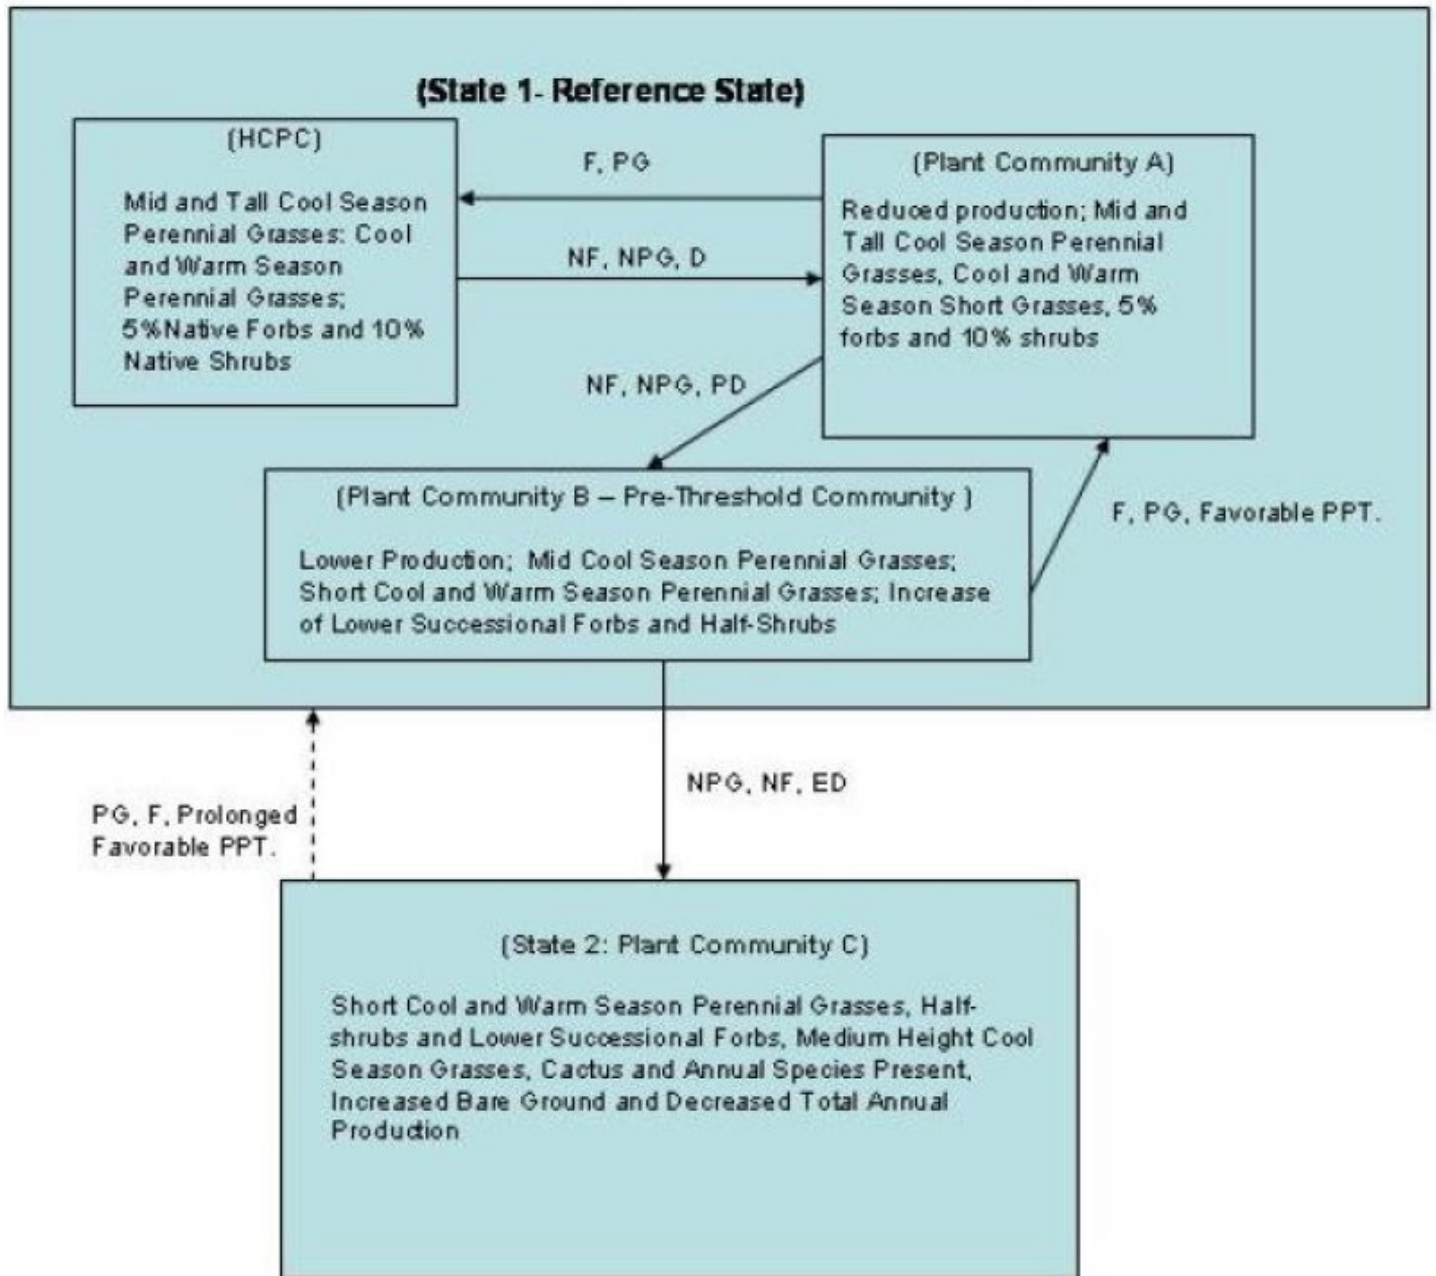 (State 1- Reference State)
(HCPC)
Mid and Tall Cool Season
Perennial Grasses: Cool
and Warm Season
Perennial Grasses;
5%Native Forbs and 10%
Native Shrubs
F, PG
NF, NPG, D
(Plant Community A)
Reduced production; Mid and
Tall Cool Season Perennial
Grasses, Cool and Warm
Season Short Grasses, 5%
forbs and 10% shrubs
NF, NPG, PD
(Plant Community B – Pre-Threshold Community )
Lower Production; Mid Cool Season Perennial Grasses;
Short Cool and Warm Season Perennial Grasses; Increase
of Lower Successional Forbs and Half-Shrubs
F, PG, Favorable PPT.
NPG, NF, ED
PG, F, Prolonged
Favorable PPT.
(State 2: Plant Community C)
Short Cool and Warm Season Perennial Grasses, Half-
shrubs and Lower Successional Forbs, Medium Height Cool
Season Grasses, Cactus and Annual Species Present,
Increased Bare Ground and Decreased Total Annual
Production